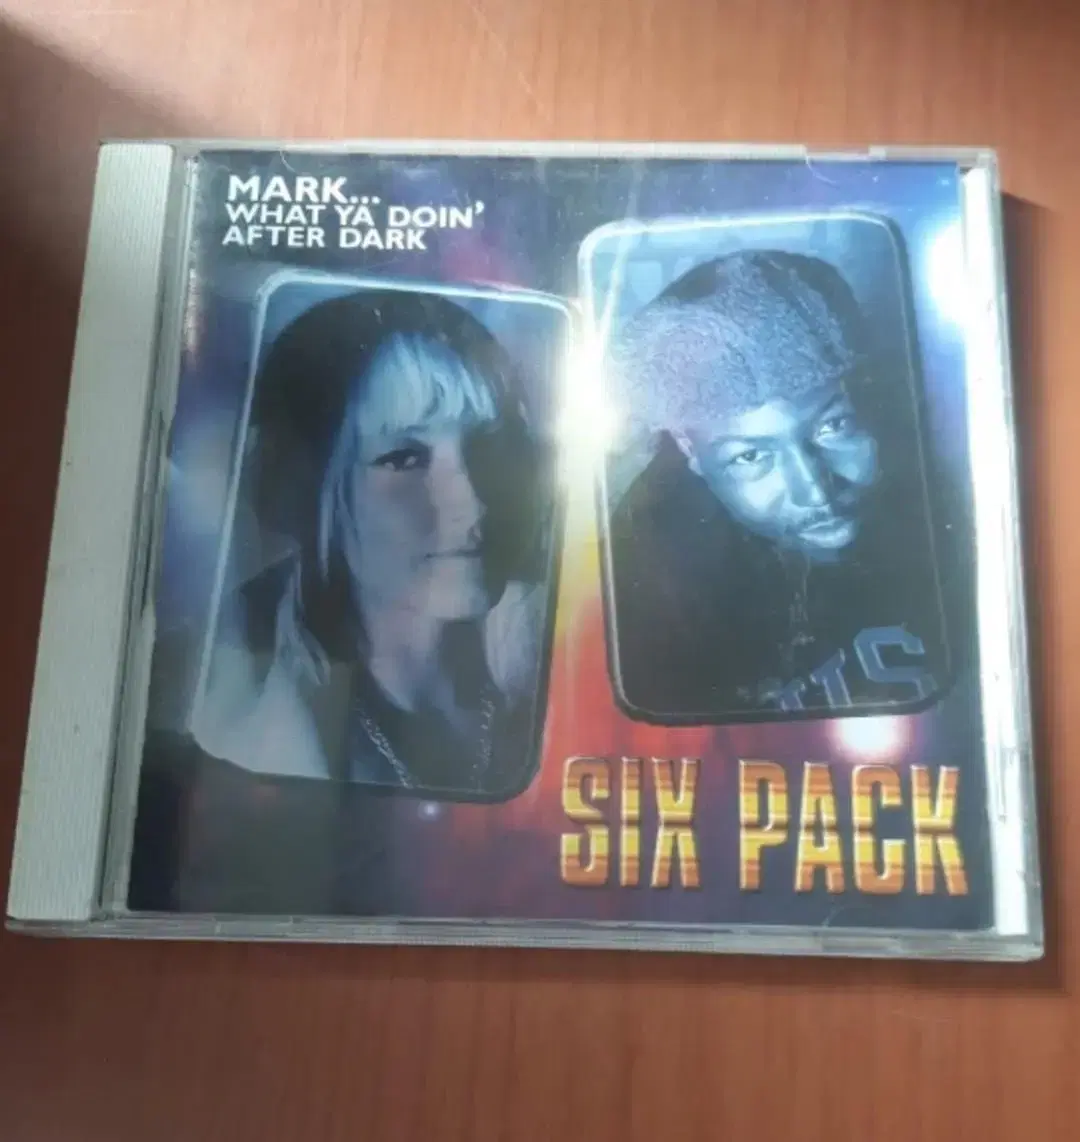 MARK...
WHAT YA DOIN'
AFTER DARK
SIX PACK